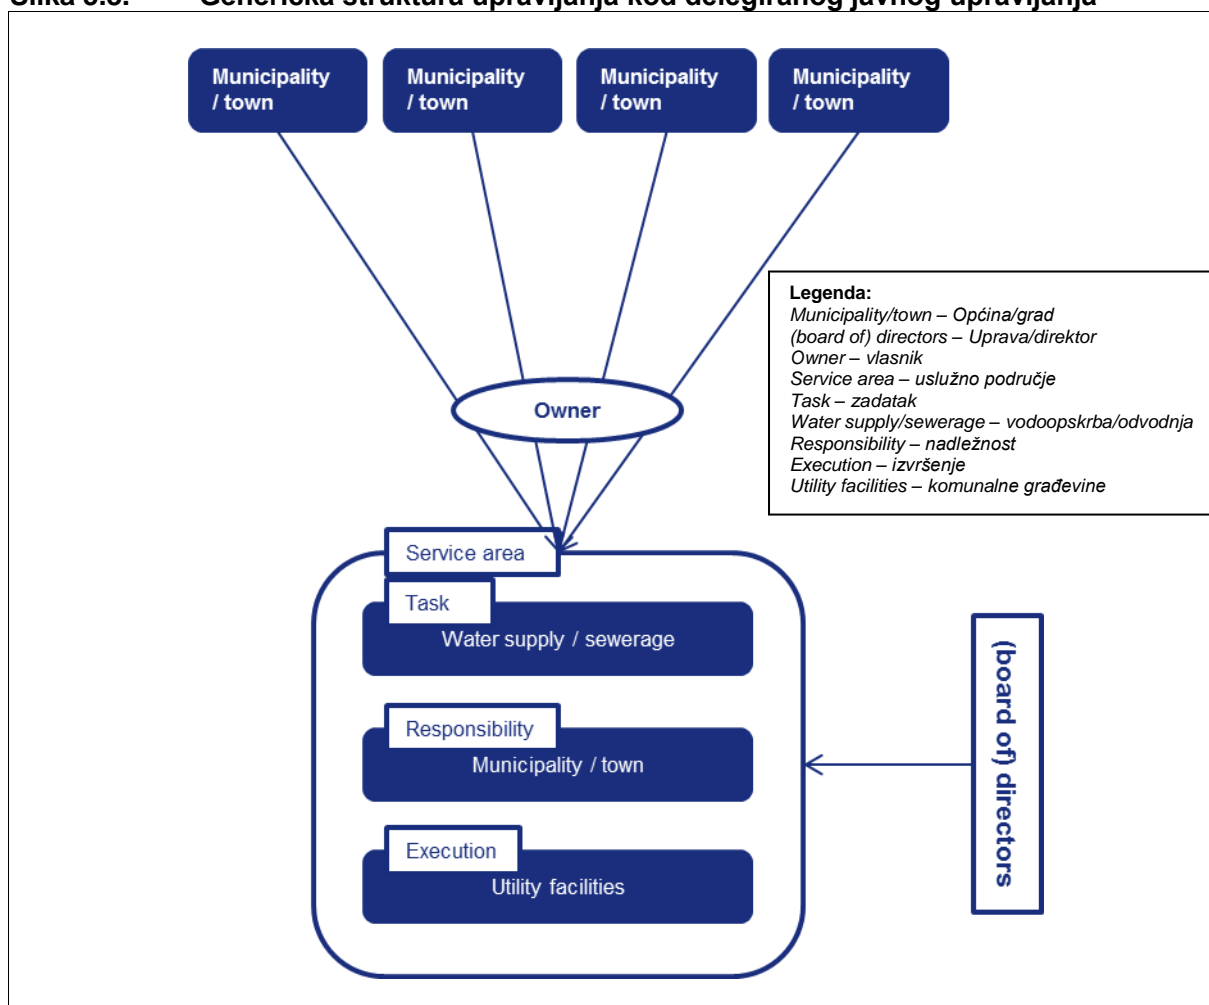 Generička struktura upravljanja kod delegiranog javnog upravljanja
Municipality
/ town
Municipality
/ town
Municipality
/ town
Municipality
/ town
Legenda:
Municipality/town – Općina/grad
(board of) directors – Uprava/direktor
Owner – vlasnik
Service area – uslužno područje
Task – zadatak
Water supply/sewerage – vodoopskrba/odvodnja
Responsibility – nadležnost
Execution – izvršenje
Utility facilities – komunalne građevine
Owner
Service area
Task
Water supply / sewerage
Responsibility
Municipality / town
Execution
Utility facilities
(board of) directors